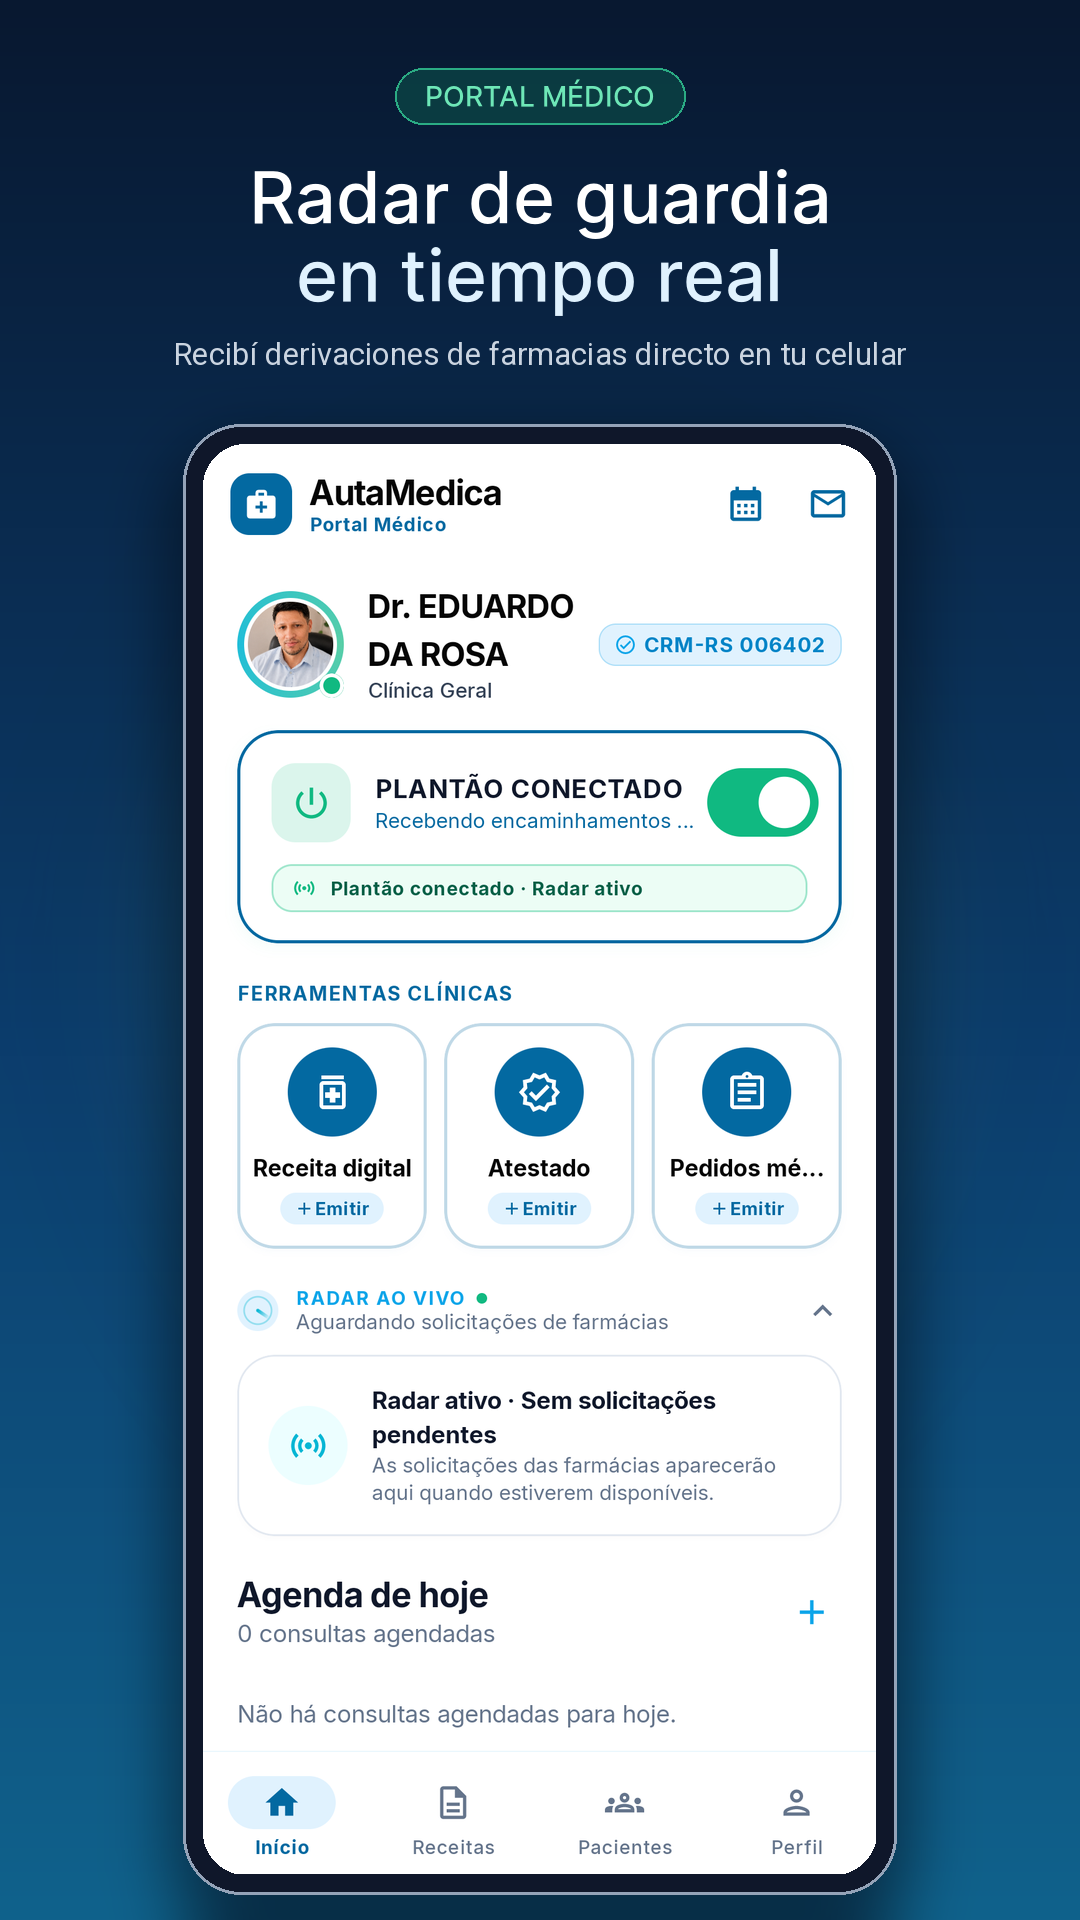 PORTAL MÉDICO
Radar de guardia
en tiempo real
Recibí derivaciones de farmacias directo en tu celular
AutaMedica
Portal Médico
Dr. EDUARDO
DA ROSA
Clínica Geral
CRM-RS 006402
PLANTÃO CONECTADO
Recebendo encaminhamentos ...
Plantão conectado · Radar ativo
FERRAMENTAS CLÍNICAS
Receita digital
+ Emitir
Atestado
+ Emitir
Pedidos mé...
+ Emitir
RADAR AO VIVO
Aguardando solicitações de farmácias
Radar ativo · Sem solicitações
pendentes
As solicitações das farmácias aparecerão
aqui quando estiverem disponíveis.
Agenda de hoje
+
0 consultas agendadas
Não há consultas agendadas para hoje.
Início
Receitas
Pacientes
Perfil